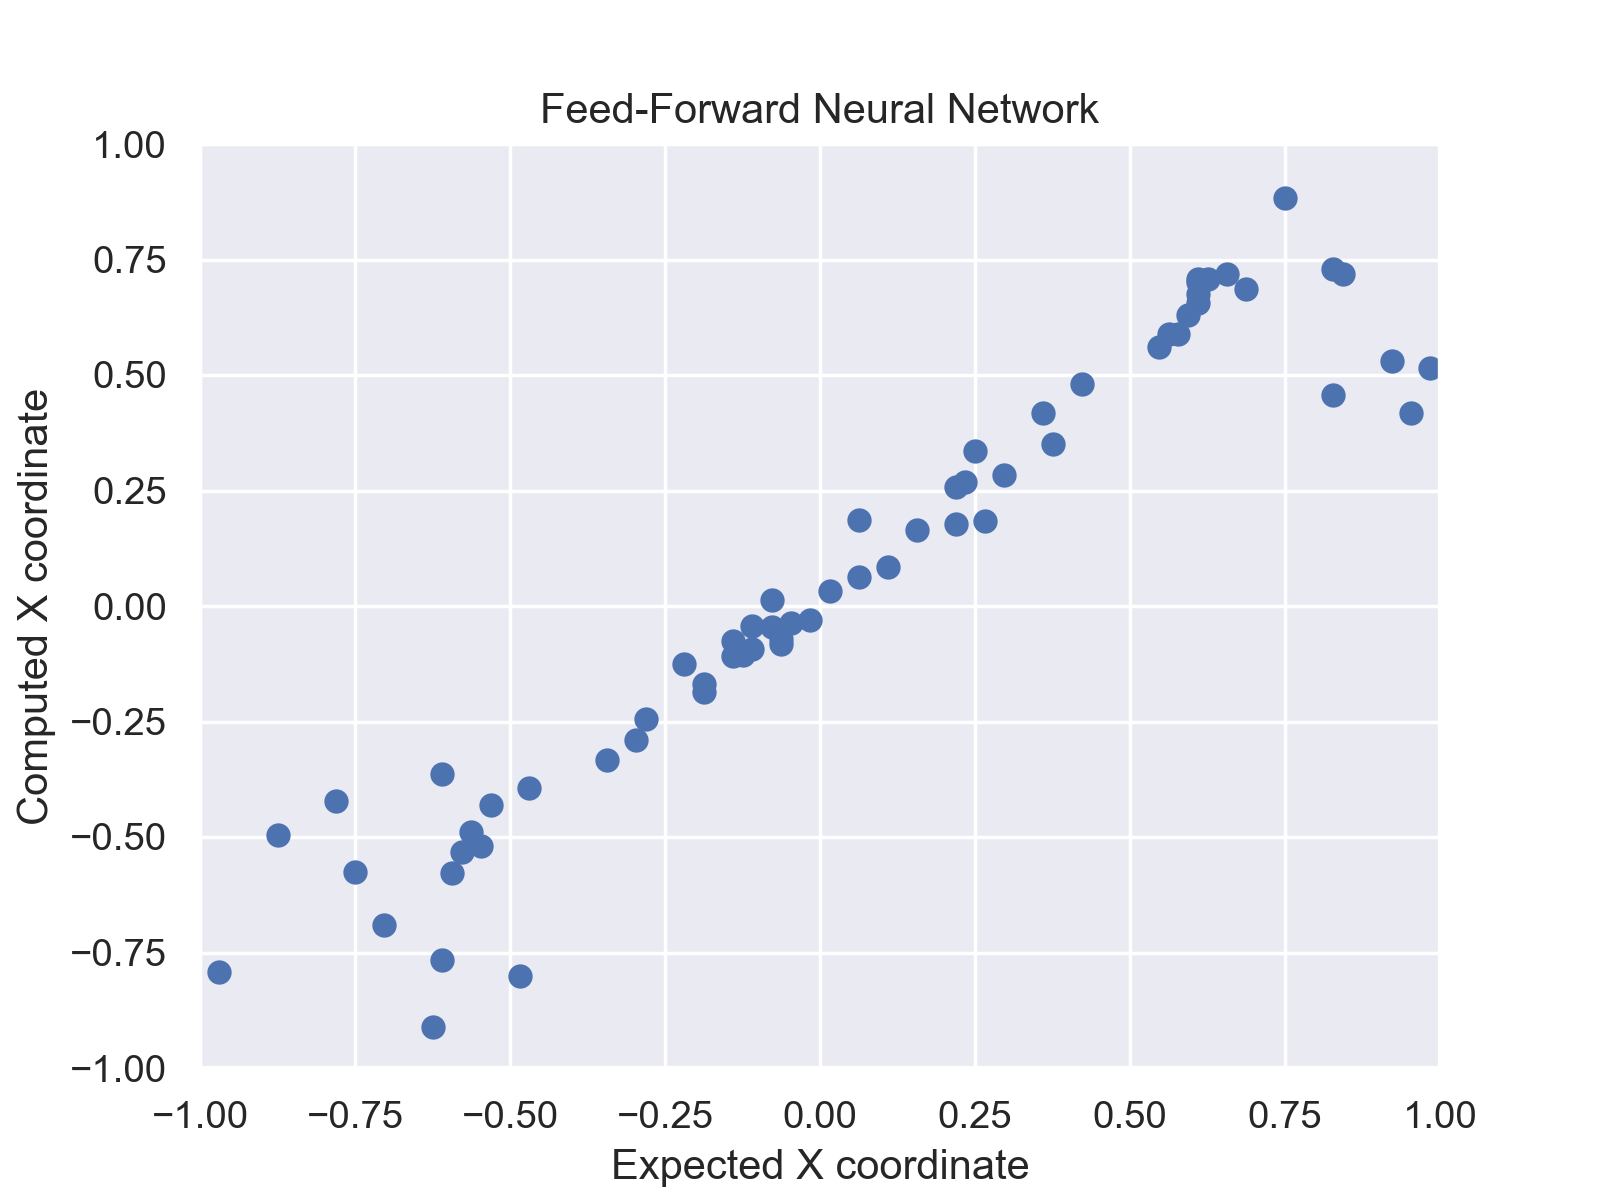 Feed-Forward Neural Network
1.00
0.75
0.50
0.25
0.00
−0.25
−0.50
−0.75
−1.00
Computed X coordinate
−1.00 −0.75 −0.50 −0.25 0.00 0.25 0.50 0.75 1.00
Expected X coordinate